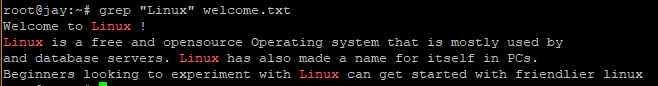 root@jay:~# grep "Linux" welcome.txt
Welcome to Linux !
Linux is a free and opensource Operating system that is mostly used by
and database servers. Linux has also made a name for itself in PCs.
Beginners looking to experiment with Linux can get started with friendlier linux